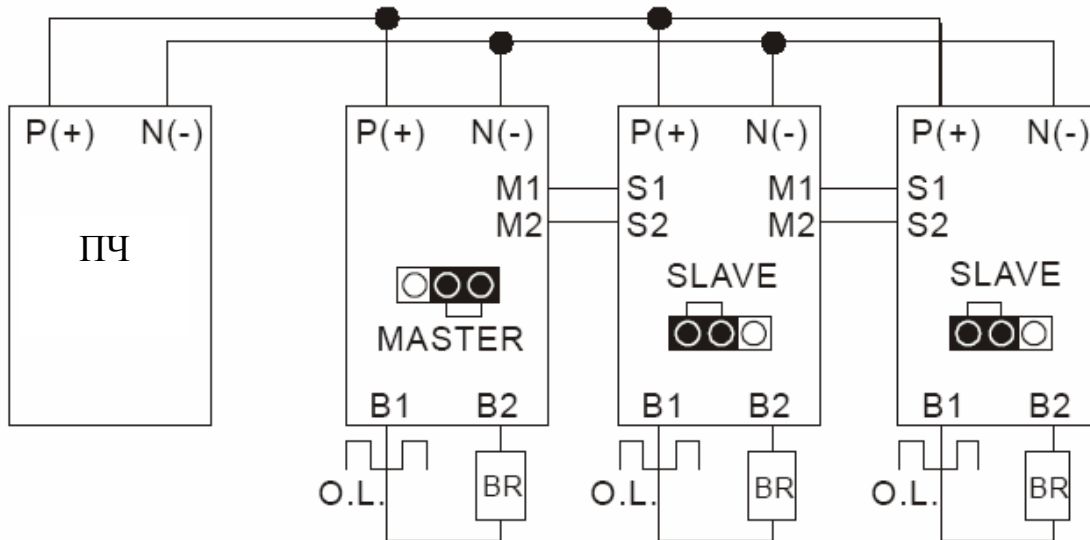 P(+) N(-) P(+) N(-) P(+) N(-) P(+) N(-)
M1 S1 M1 S1
M2 S2 M2 S2
ПЧ
SLAVE SLAVE
MASTER
B1 B2 B1 B2 B1 B2
O.L. BR O.L. BR O.L. BR